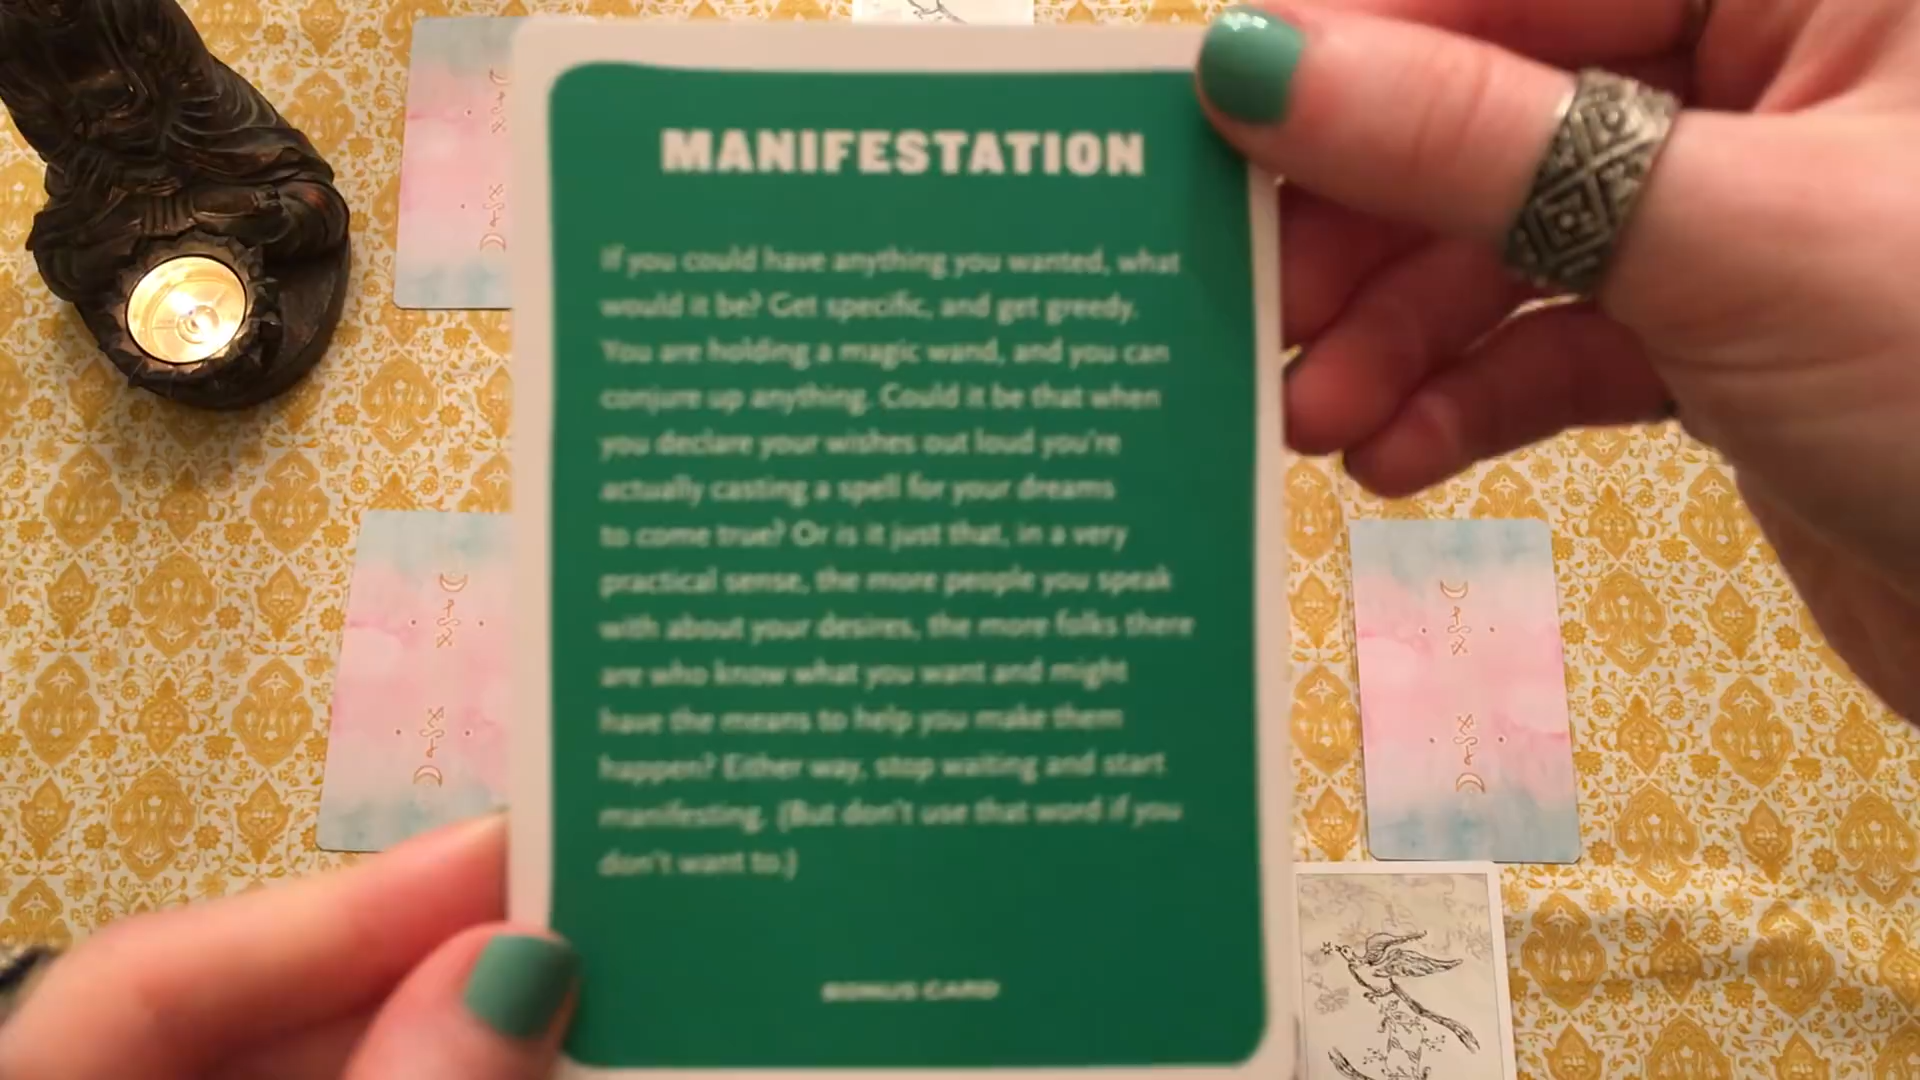 MANIFESTATION
If you could have anything you wanted, what
would it be? Get specific, and get greedy.
You are holding a magic wand, and you can
conjure up anything. Could it be that when
you declare your wishes out loud you're
actually casting a spell for your dreams
to come true? Or is it just that, in a very
practical sense, the more people you speak
with about your desires, the more folks there
are who know what you want and might
have the means to help you make them
happen? Either way, stop waiting and start
manifesting. (But don't use that word if you
don't want to.)
BONUS CARD